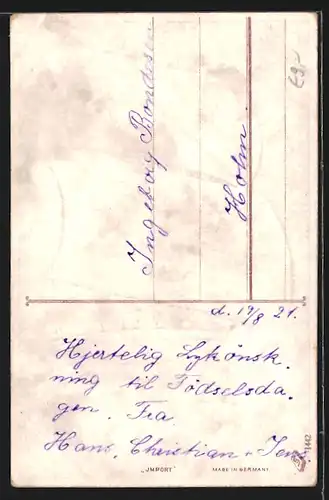 Ingeborg Bondesen
Holm.
d. 17/8 21.
Hjertelig Lykönsk.
ning til Födselsda.
gen. Fra
Hans, Christian + Jens.
"IMPORT" MADE IN GERMANY
1442